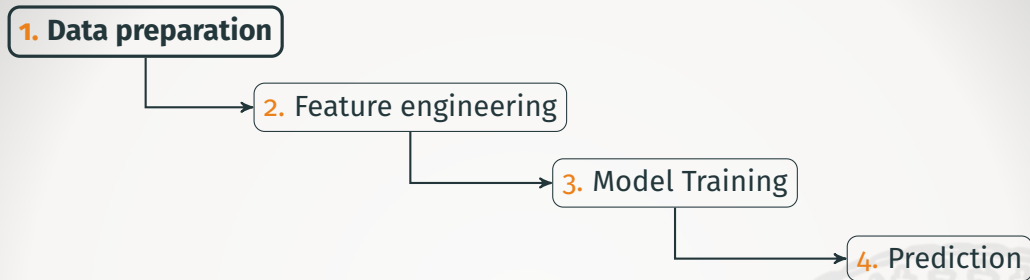 1. Data preparation
2. Feature engineering
3. Model Training
4. Prediction